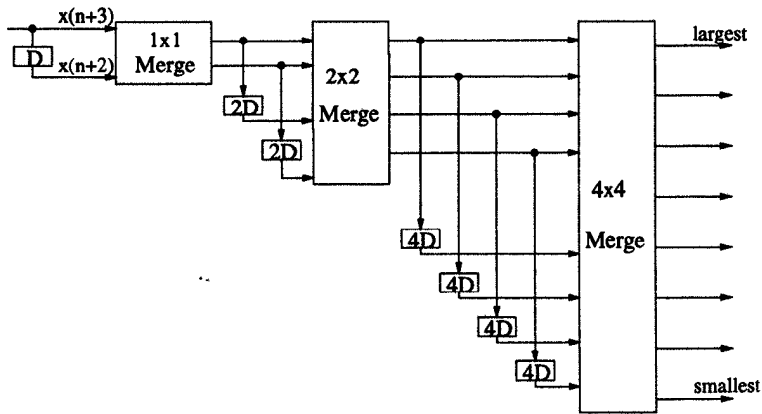 x(n+3)
D
x(n+2)
1x1
Merge
2D
2D
2x2
Merge
4D
4D
4D
4D
4x4
Merge
largest
smallest